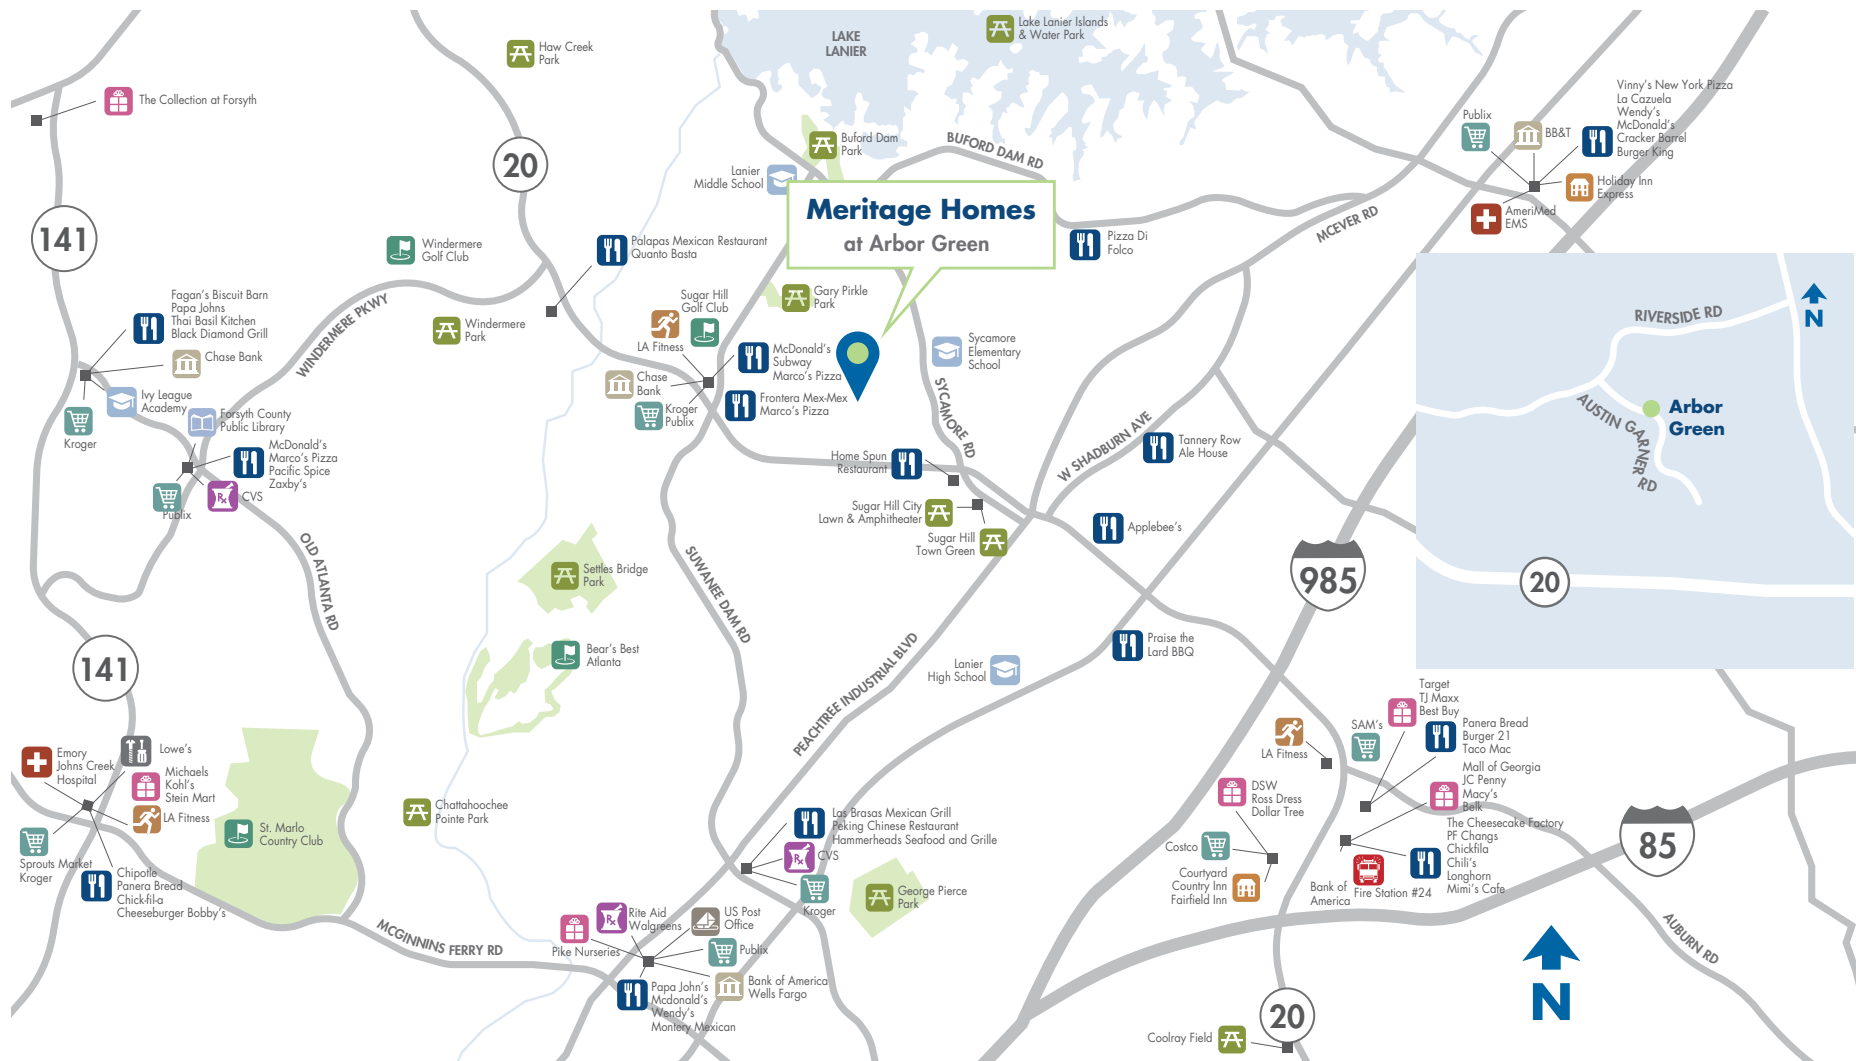 Haw Creek
Park
LAKE
LANIER
Lake Lanier Islands
& Water Park
The Collection at Forsyth
20
Buford Dam
Park
BUFORD DAM RD
Lanier
Middle School
Publix
BB&T
Vinny's New York Pizza
La Cazuela
Wendy's
McDonald's
Cracker Barrel
Burger King
Holiday Inn
Express
AmeriMed
EMS
Meritage Homes
at Arbor Green
141
Windermere
Golf Club
Palapas Mexican Restaurant
Quanto Basta
Pizza Di
Folco
MCEVER RD
Fagan's Biscuit Barn
Papa Johns
Thai Basil Kitchen
Black Diamond Grill
Chase Bank
Ivy League
Academy
Kroger
WINDERMERE PKWY
Windermere
Park
Sugar Hill
Golf Club
LA Fitness
Gary Pirkle
Park
McDonald's
Subway
Marco's Pizza
Chase
Bank
Kroger
Publix
Frontera Mex-Mex
Marco's Pizza
Sycamore
Elementary
School
SYCAMORE RD
RIVERSIDE RD
N
AUSTIN GARNER RD
Arbor
Green
20
Forsyth County
Public Library
McDonald's
Marco's Pizza
Pacific Spice
Zaxby's
Publix
CVS
Home Spun
Restaurant
W SHADBURN AVE
Tannery Row
Ale House
Sugar Hill City
Lawn & Amphitheater
Sugar Hill
Town Green
Applebee's
OLD ATLANTA RD
Settles Bridge
Park
SUWANEE DAM RD
985
141
Bear's Best
Atlanta
PEACHTREE INDUSTRIAL BLVD
Lanier
High School
Praise the
Lard BBQ
Target
TJ Maxx
Best Buy
SAM's
Panera Bread
Burger 21
Taco Mac
LA Fitness
Mall of Georgia
JC Penny
Macy's
Belk
DSW
Ross Dress
Dollar Tree
The Cheesecake Factory
PF Changs
Chickfila
Chili's
Longhorn
Mimi's Cafe
Costco
Courtyard
Country Inn
Fairfield Inn
Bank of
America
Fire Station #24
85
Emory
Johns Creek
Hospital
Lowe's
Michaels
Kohl's
Stein Mart
LA Fitness
Sprouts Market
Kroger
Chipotle
Panera Bread
Chick-fil-a
Cheeseburger Bobby's
St. Marlo
Country Club
Chattahoochee
Pointe Park
Las Brasas Mexican Grill
Peking Chinese Restaurant
Hammerheads Seafood and Grille
CVS
Kroger
George Pierce
Park
MCGINNINS FERRY RD
Pike Nurseries
Rite Aid
Walgreens
US Post
Office
Publix
Bank of America
Wells Fargo
Papa John's
Mcdonald's
Wendy's
Montery Mexican
AUBURN RD
N
20
Coolray Field